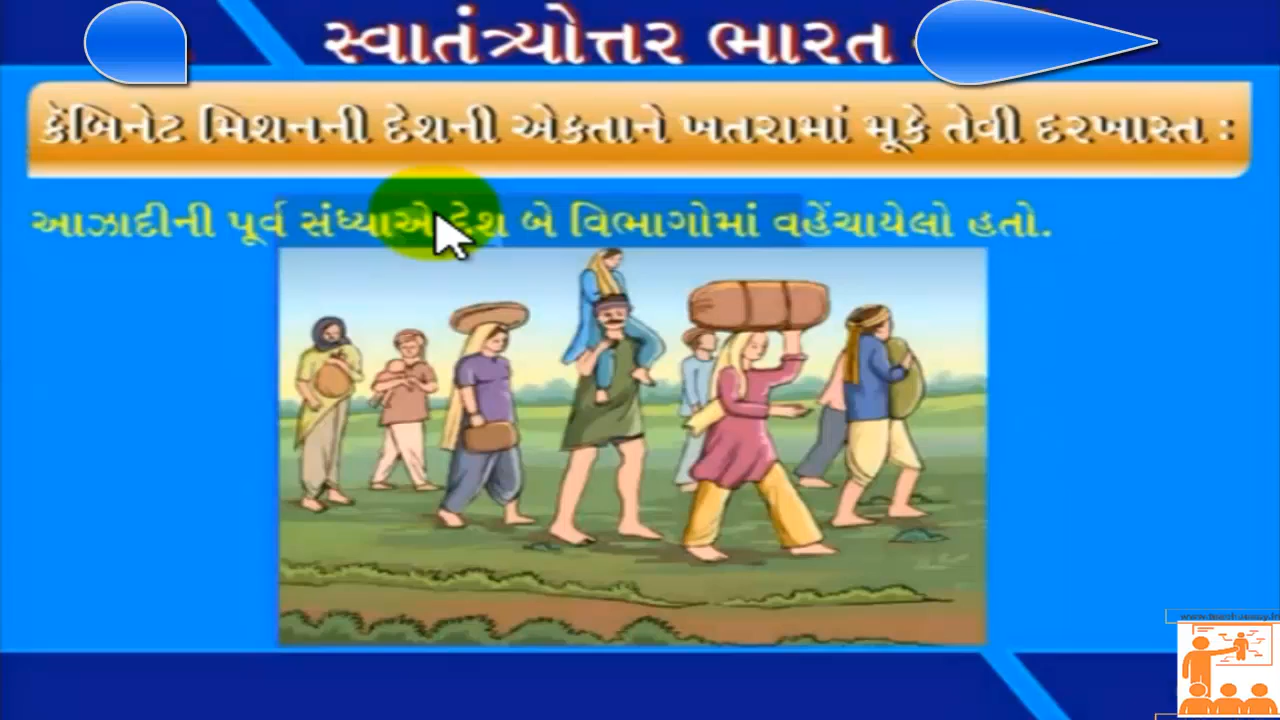 સ્વાતંત્ર્યોત્તર ભારત
કૅબિનેટ મિશનની દેશની એકતાને ખતરામાં મૂકે તેવી દરખાસ્ત :
આઝાદીની પૂર્વ સંધ્યાએ દેશ બે વિભાગોમાં વહેંચાયેલો હતો.